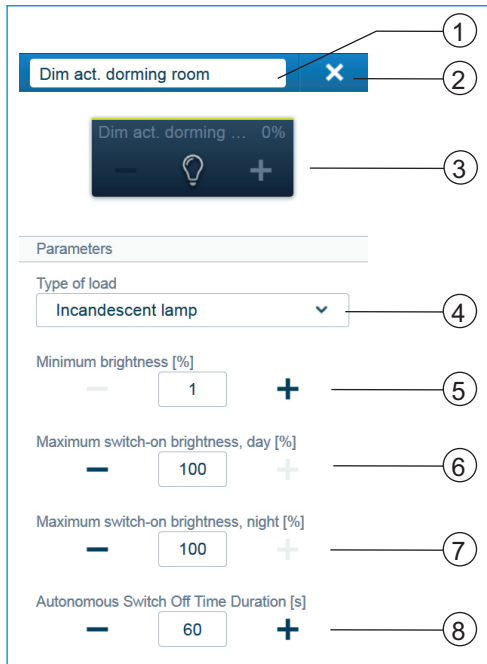 1
Dim act. dorming room
2
Dim act. dorming ... 0%
3
Parameters
Type of load
Incandescent lamp
4
Minimum brightness [%]
1
5
Maximum switch-on brightness, day [%]
100
6
Maximum switch-on brightness, night [%]
100
7
Autonomous Switch Off Time Duration [s]
60
8